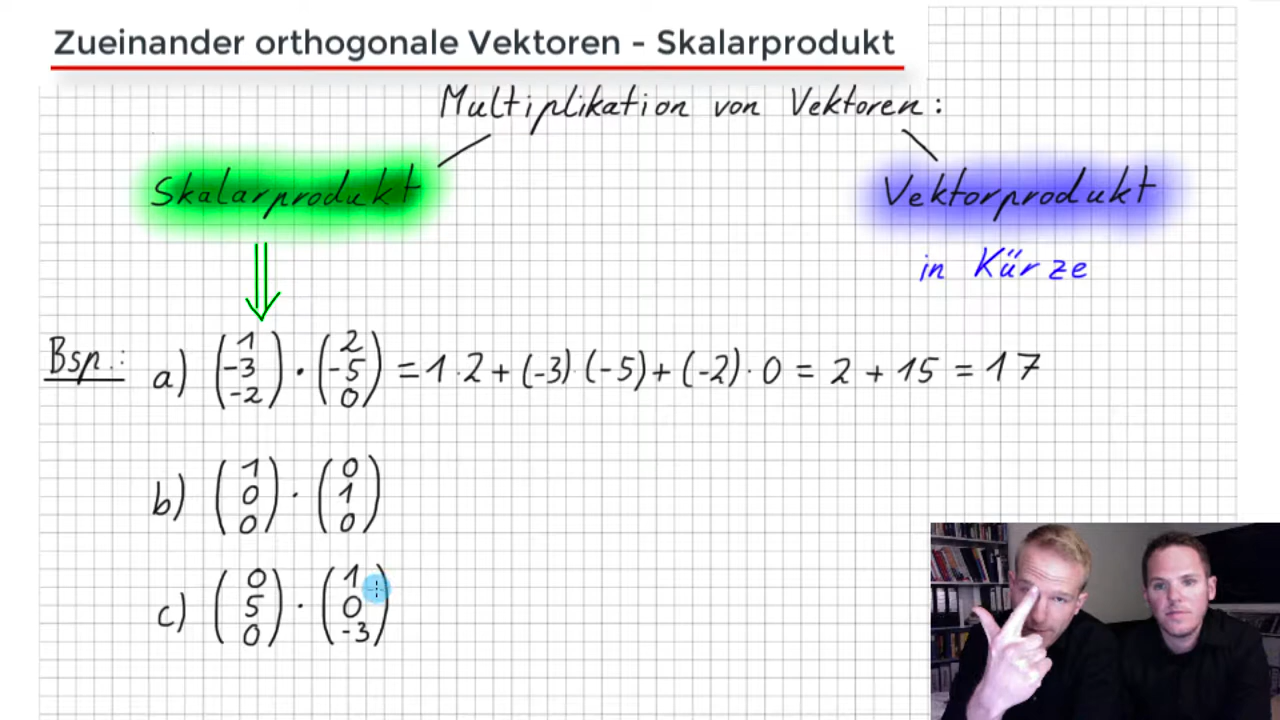 Zueinander orthogonale Vektoren - Skalarprodukt
Multiplikation von Vektoren:
Skalarprodukt Vektorprodukt
in Kürze
Bsp.: a) (1 -3 -2) · (2 -5 0) = 1·2 + (-3)·(-5) + (-2)·0 = 2 + 15 = 17
b) (1 0 0) · (0 1 0)
c) (0 5 0) · (1 0 -3)